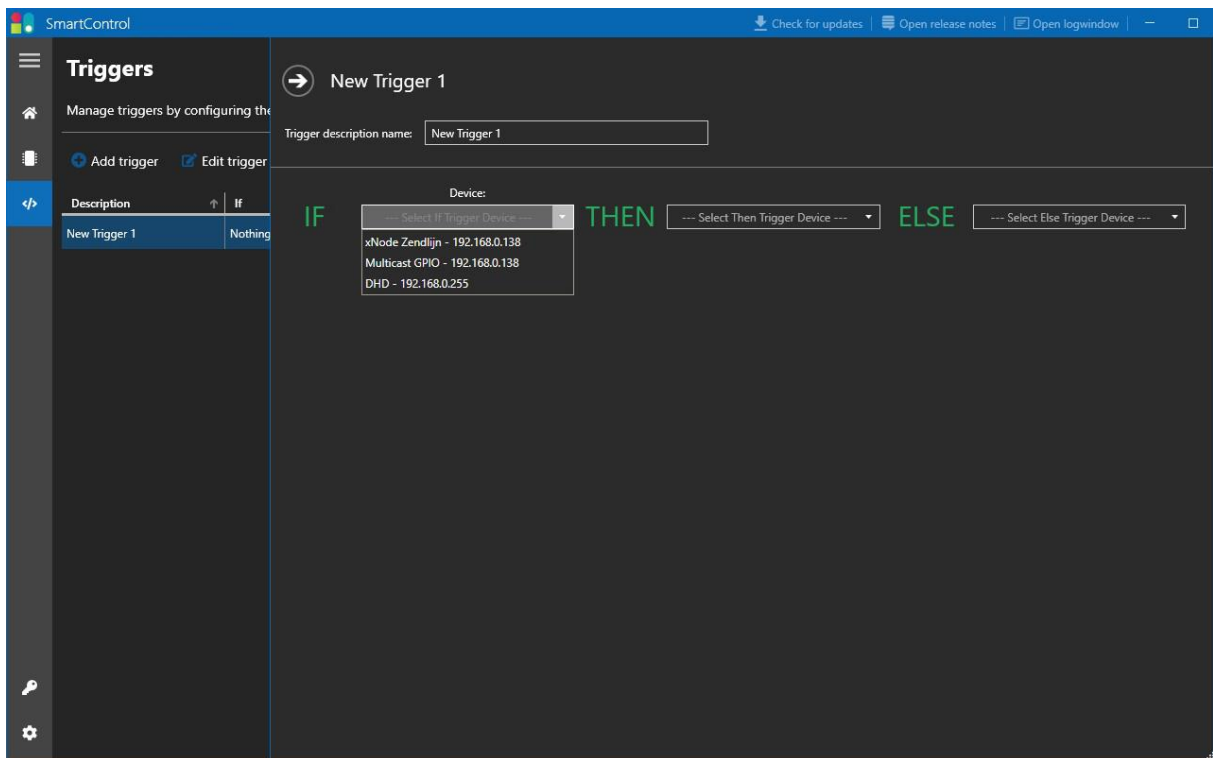 SmartControl
Check for updates
Open release notes
Open logwindow
Triggers
Manage triggers by configuring the
Add trigger
Edit trigger
Description
If
New Trigger 1
Nothing
New Trigger 1
Trigger description name:
New Trigger 1
Device:
IF
--- Select If Trigger Device ---
THEN
--- Select Then Trigger Device ---
ELSE
--- Select Else Trigger Device ---
xNode Zendlijn - 192.168.0.138
Multicast GPIO - 192.168.0.138
DHD - 192.168.0.255